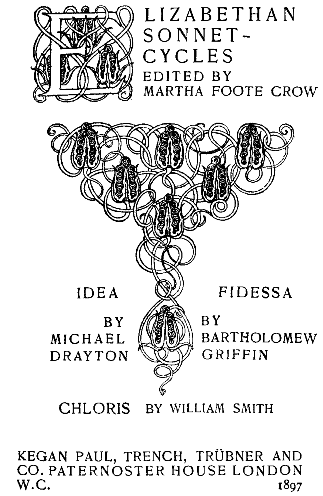 ELIZABETHAN
SONNET-
CYCLES
EDITED BY
MARTHA FOOTE CROW
IDEA
BY
MICHAEL
DRAYTON
FIDESSA
BY
BARTHOLOMEW
GRIFFIN
CHLORIS BY WILLIAM SMITH
KEGAN PAUL, TRENCH, TRÜBNER AND
CO. PATERNOSTER HOUSE LONDON
W.C. 1897